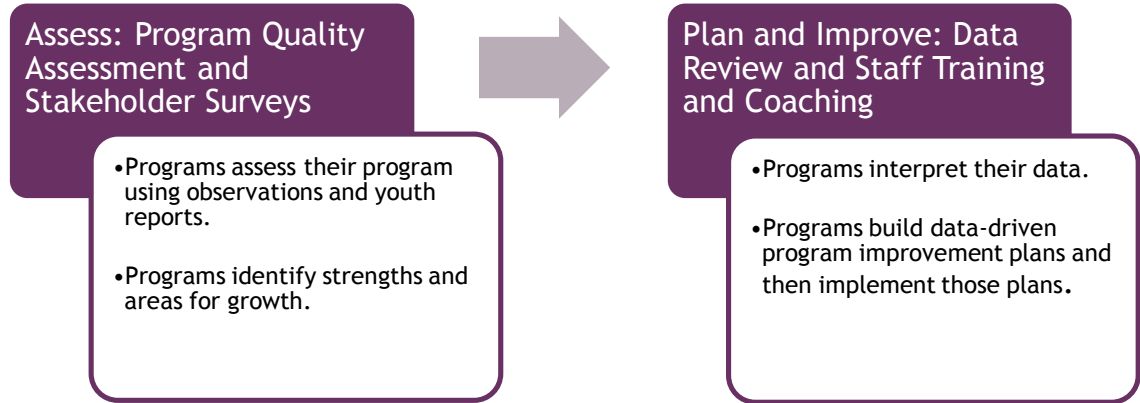 Assess: Program Quality
Assessment and
Stakeholder Surveys
•Programs assess their program
using observations and youth
reports.
•Programs identify strengths and
areas for growth.
Plan and Improve: Data
Review and Staff Training
and Coaching
•Programs interpret their data.
•Programs build data-driven
program improvement plans and
then implement those plans.